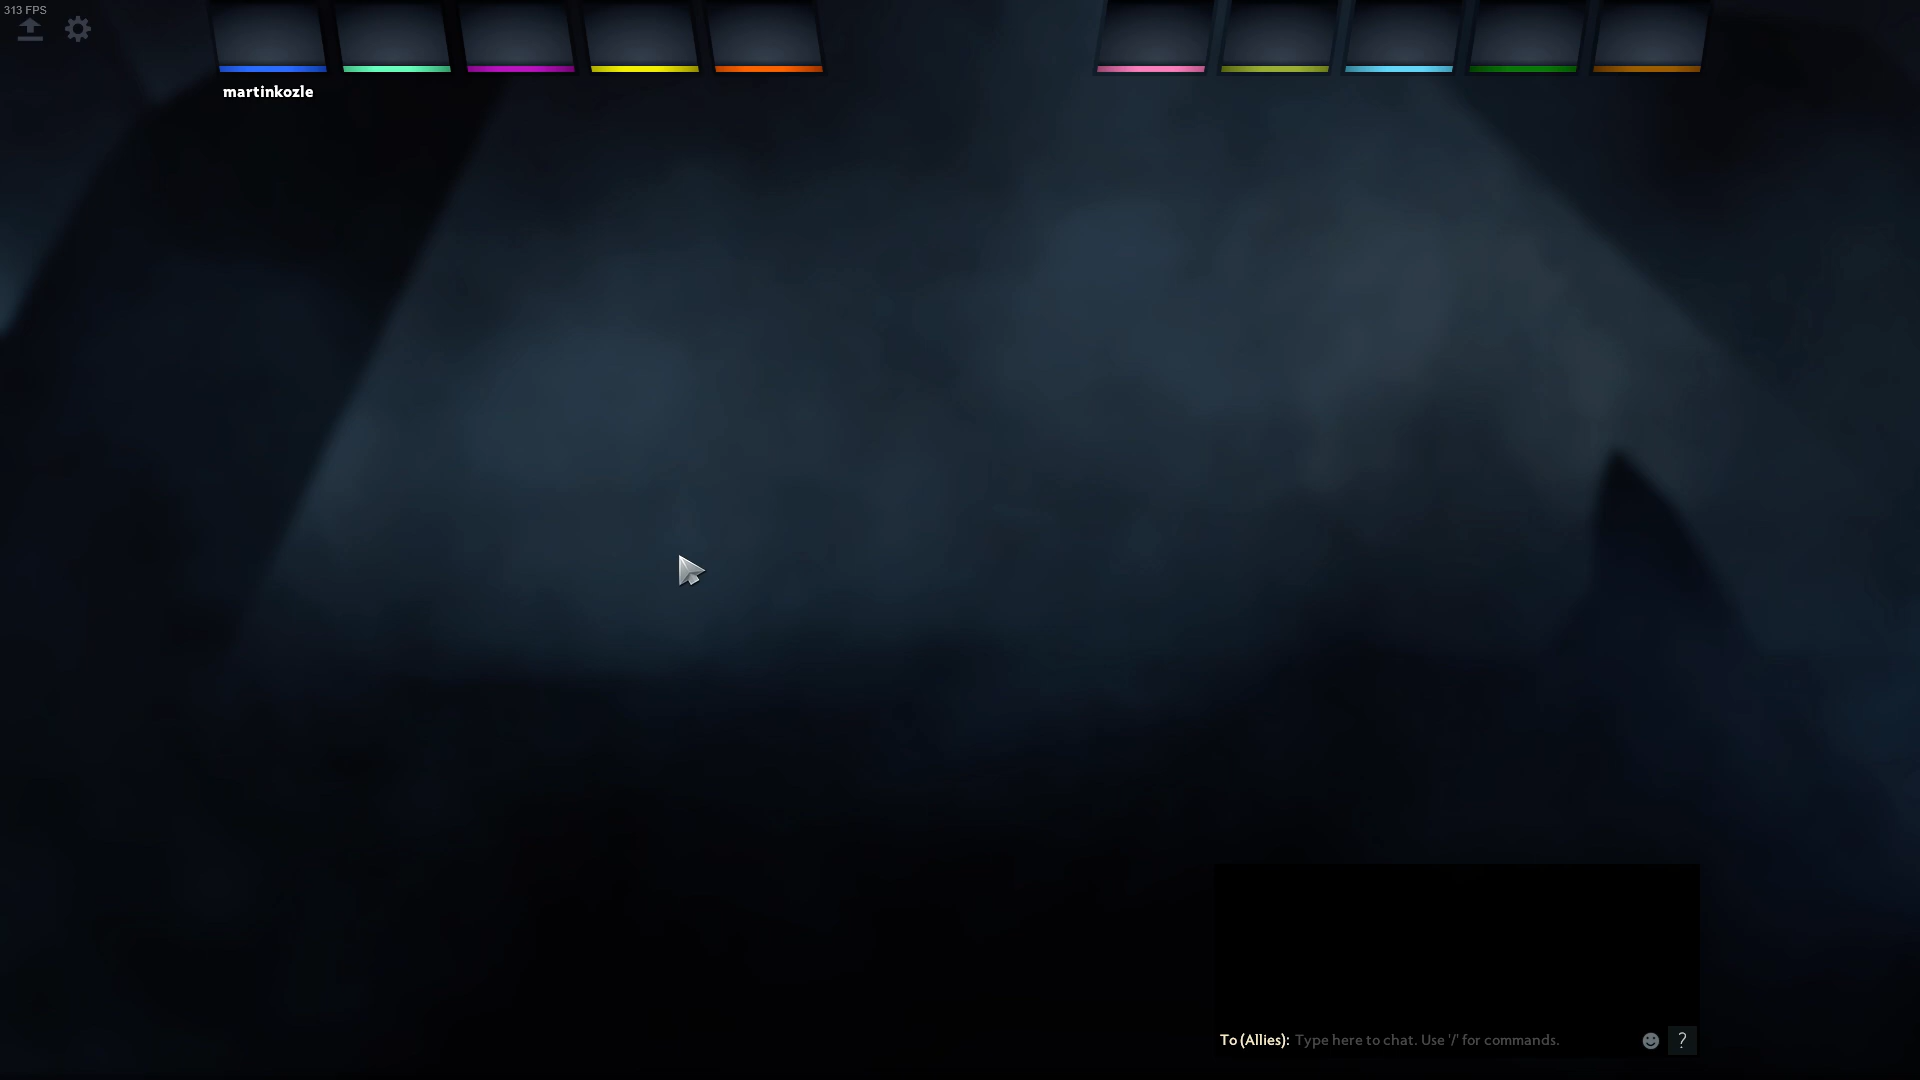 313 FPS
martinkozle
To (Allies): Type here to chat. Use '/' for commands.
?